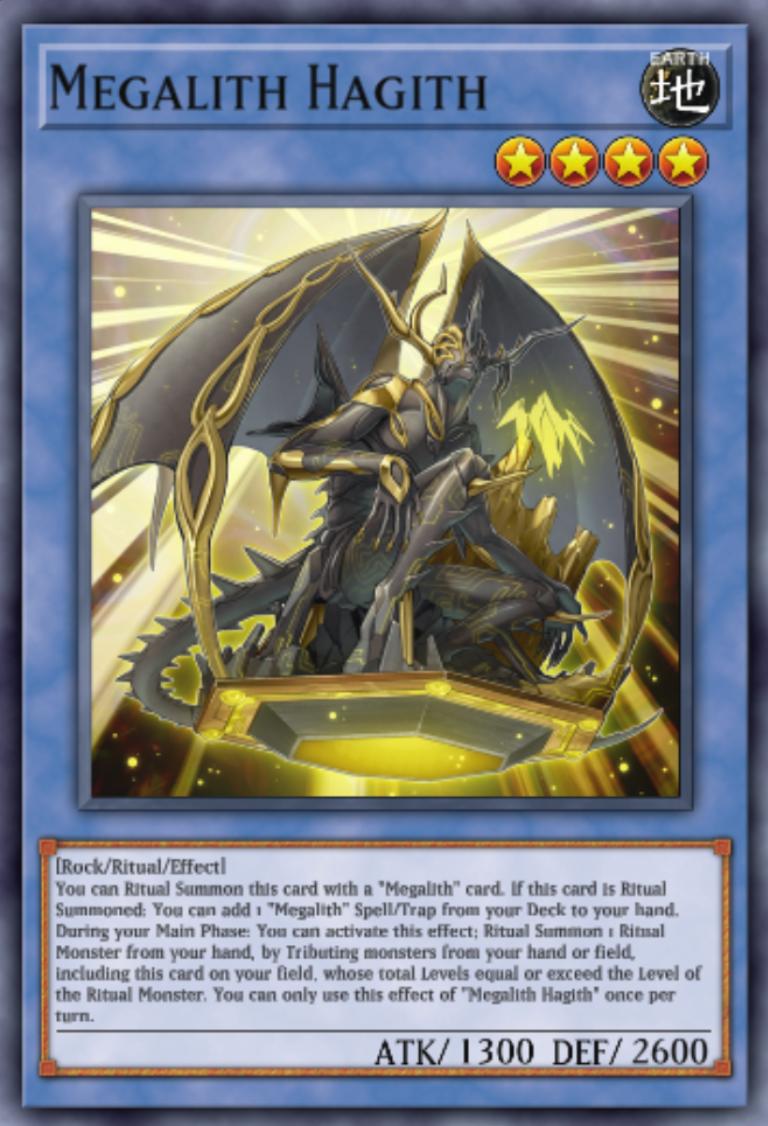 Megalith Hagith
EARTH
地
[Rock/Ritual/Effect]
You can Ritual Summon this card with a "Megalith" card. If this card is Ritual
Summoned: You can add 1 "Megalith" Spell/Trap from your Deck to your hand.
During your Main Phase: You can activate this effect; Ritual Summon 1 Ritual
Monster from your hand, by Tributing monsters from your hand or field,
including this card on your field, whose total Levels equal or exceed the Level of
the Ritual Monster. You can only use this effect of "Megalith Hagith" once per
turn.
ATK/ 1300 DEF/ 2600